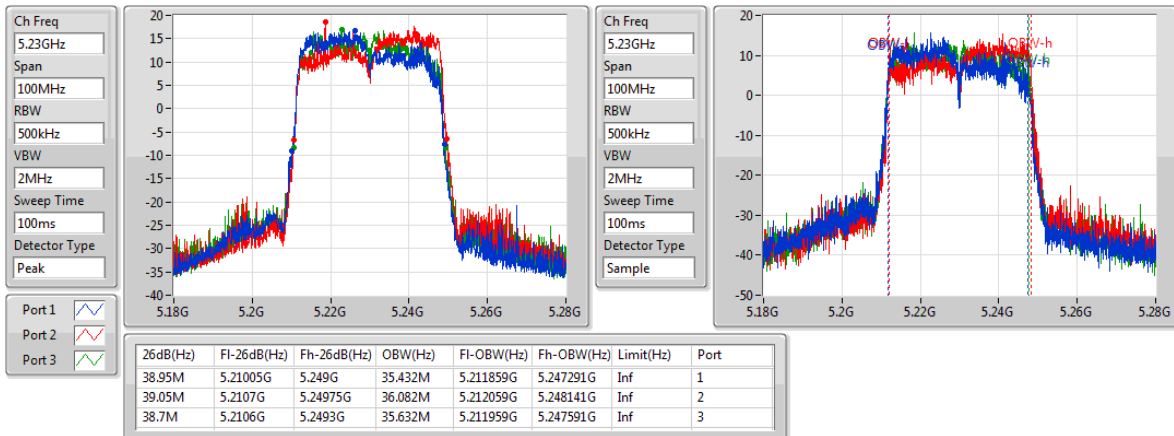 Ch Freq
5.23GHz
Span
100MHz
RBW
500kHz
VBW
2MHz
Sweep Time
100ms
Detector Type
Peak
Port 1
Port 2
Port 3
20
15
10
5
0
-5
-10
-15
-20
-25
-30
-35
-40
5.18G 5.2G 5.22G 5.24G 5.26G 5.28G
Ch Freq
5.23GHz
Span
100MHz
RBW
500kHz
VBW
2MHz
Sweep Time
100ms
Detector Type
Sample
20
10
0
-10
-20
-30
-40
-50
OBW-h
5.18G 5.2G 5.22G 5.24G 5.26G 5.28G
26dB(Hz) Fl-26dB(Hz) Fh-26dB(Hz) OBW(Hz) Fl-OBW(Hz) Fh-OBW(Hz) Limit(Hz) Port
38.95M 5.21005G 5.249G 35.432M 5.211859G 5.247291G Inf 1
39.05M 5.2107G 5.24975G 36.082M 5.212059G 5.248141G Inf 2
38.7M 5.2106G 5.2493G 35.632M 5.211959G 5.247591G Inf 3